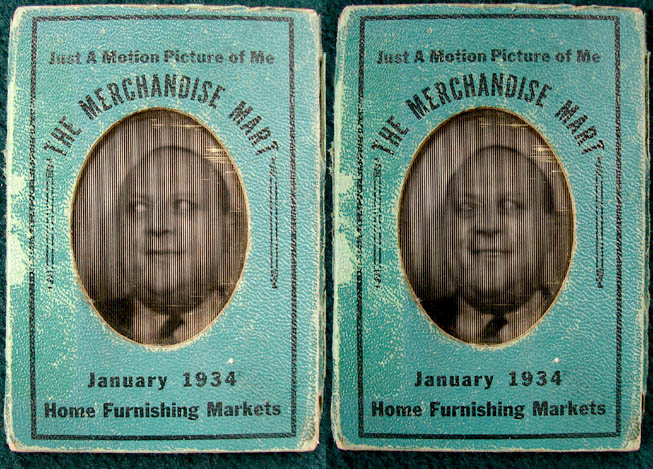 Just A Motion Picture of Me
THE MERCHANDISE MART
January 1934
Home Furnishing Markets
Just A Motion Picture of Me
THE MERCHANDISE MART
January 1934
Home Furnishing Markets